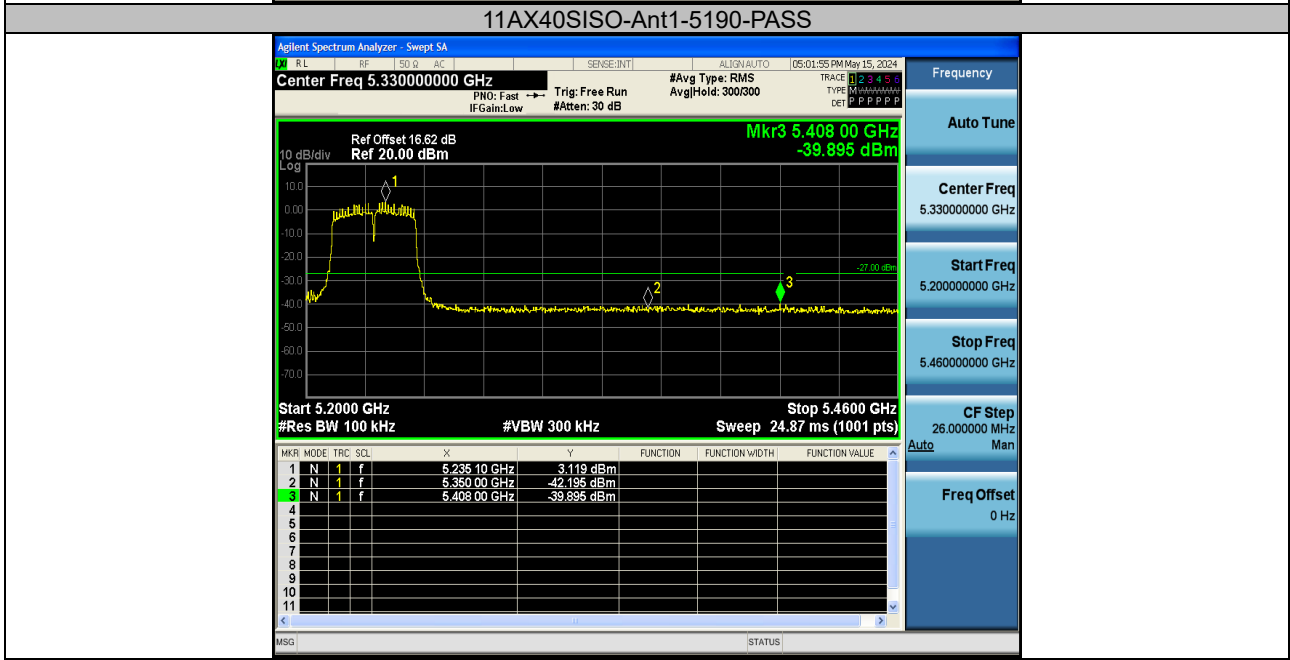 11AX40SISO-Ant1-5190-PASS
Agilent Spectrum Analyzer - Swept SA
LXI RL RF 50 Ω AC SENSE:INT ALIGN AUTO 05:01:55 PM May 15, 2024
Center Freq 5.330000000 GHz
PNO: Fast
IFGain:Low
Trig: Free Run
#Atten: 30 dB
#Avg Type: RMS
Avg|Hold: 300/300
TRACE 1 2 3 4 5 6
TYPE M
DET P P P P P P
Frequency
Auto Tune
Center Freq
5.330000000 GHz
Start Freq
5.200000000 GHz
Stop Freq
5.460000000 GHz
CF Step
26.000000 MHz
Auto Man
Freq Offset
0 Hz
Mkr3 5.408 00 GHz
-39.895 dBm
Ref Offset 16.62 dB
10 dB/div Ref 20.00 dBm
Log
10.0
0.00
-10.0
-20.0
-30.0
-40.0
-50.0
-60.0
-70.0
1
2
3
-27.00 dBm
Start 5.2000 GHz Stop 5.4600 GHz
#Res BW 100 kHz #VBW 300 kHz Sweep 24.87 ms (1001 pts)
MKR MODE TRC SCL X Y FUNCTION FUNCTION WIDTH FUNCTION VALUE
1 N 1 f 5.235 10 GHz 3.119 dBm
2 N 1 f 5.350 00 GHz -42.195 dBm
3 N 1 f 5.408 00 GHz -39.895 dBm
4
5
6
7
8
9
10
11
MSG STATUS